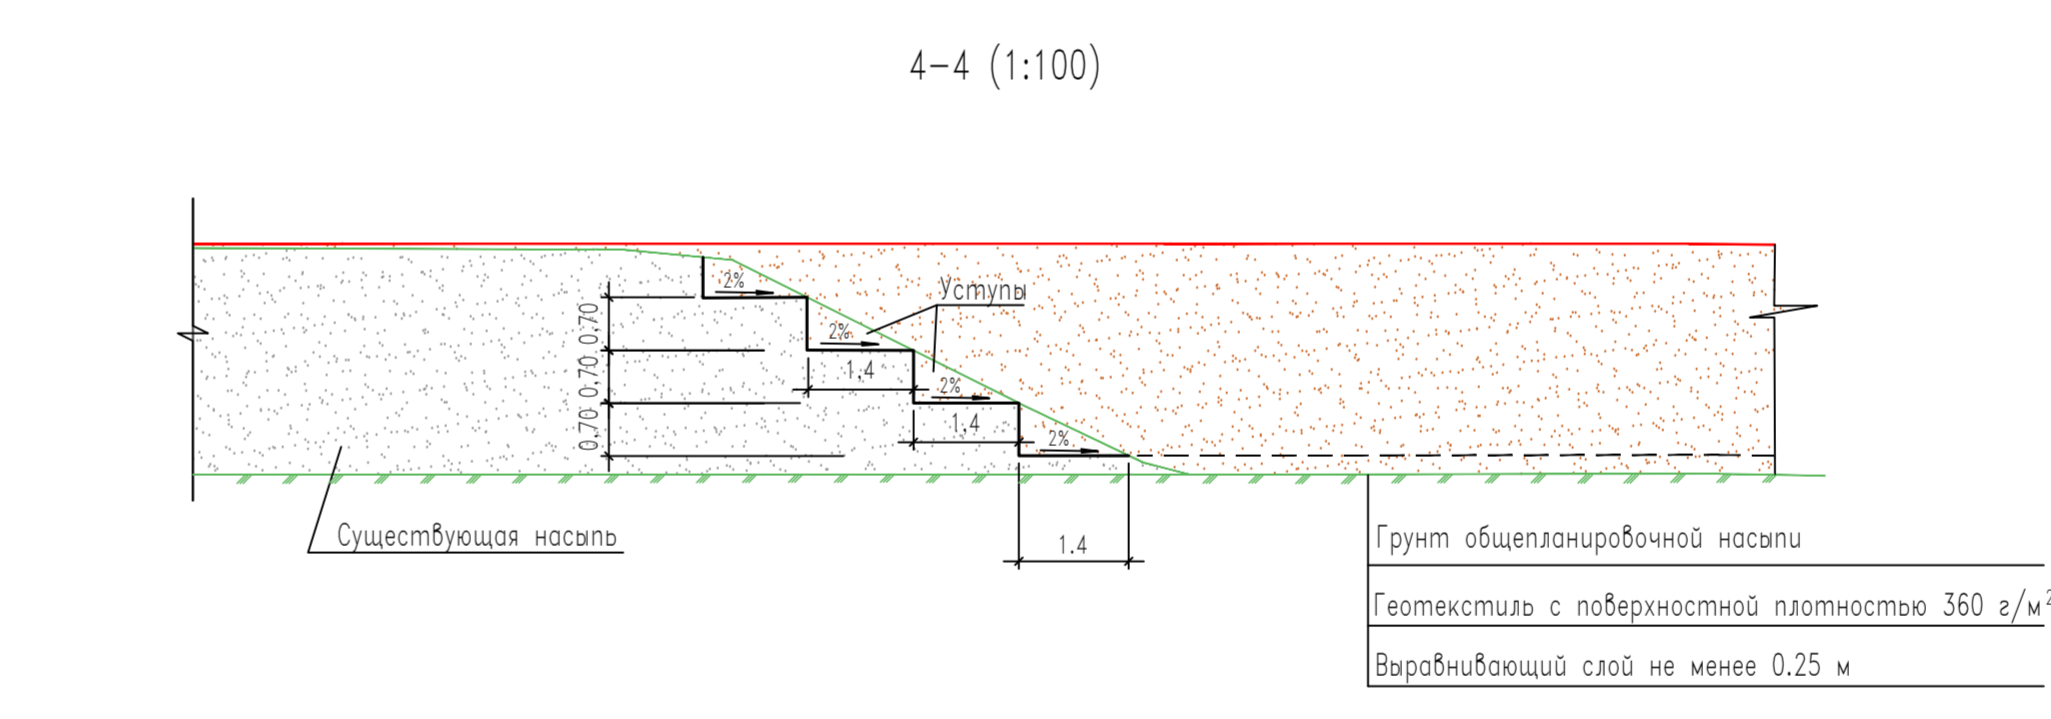 4-4 (1:100)
2%
Уступы
0,70
2%
0,70
1,4
2%
0,70
1,4
2%
Существующая насыпь
1.4
Грунт общепланировочной насыпи
Геотекстиль с поверхностной плотностью 360 г/м²
Выравнивающий слой не менее 0.25 м